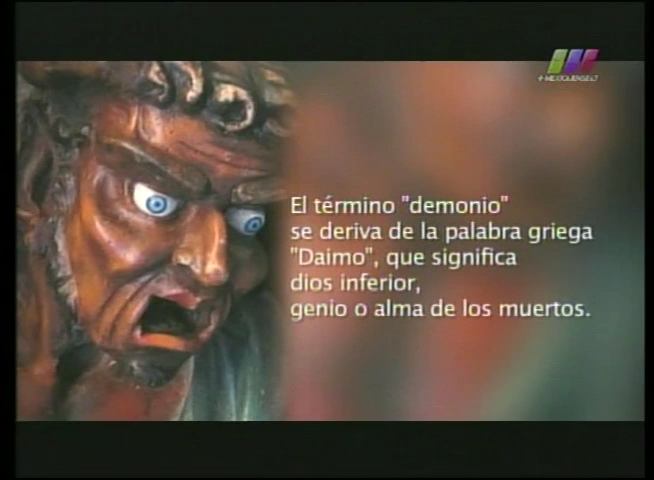 El término "demonio"
se deriva de la palabra griega
"Daimo", que significa
dios inferior,
genio o alma de los muertos.